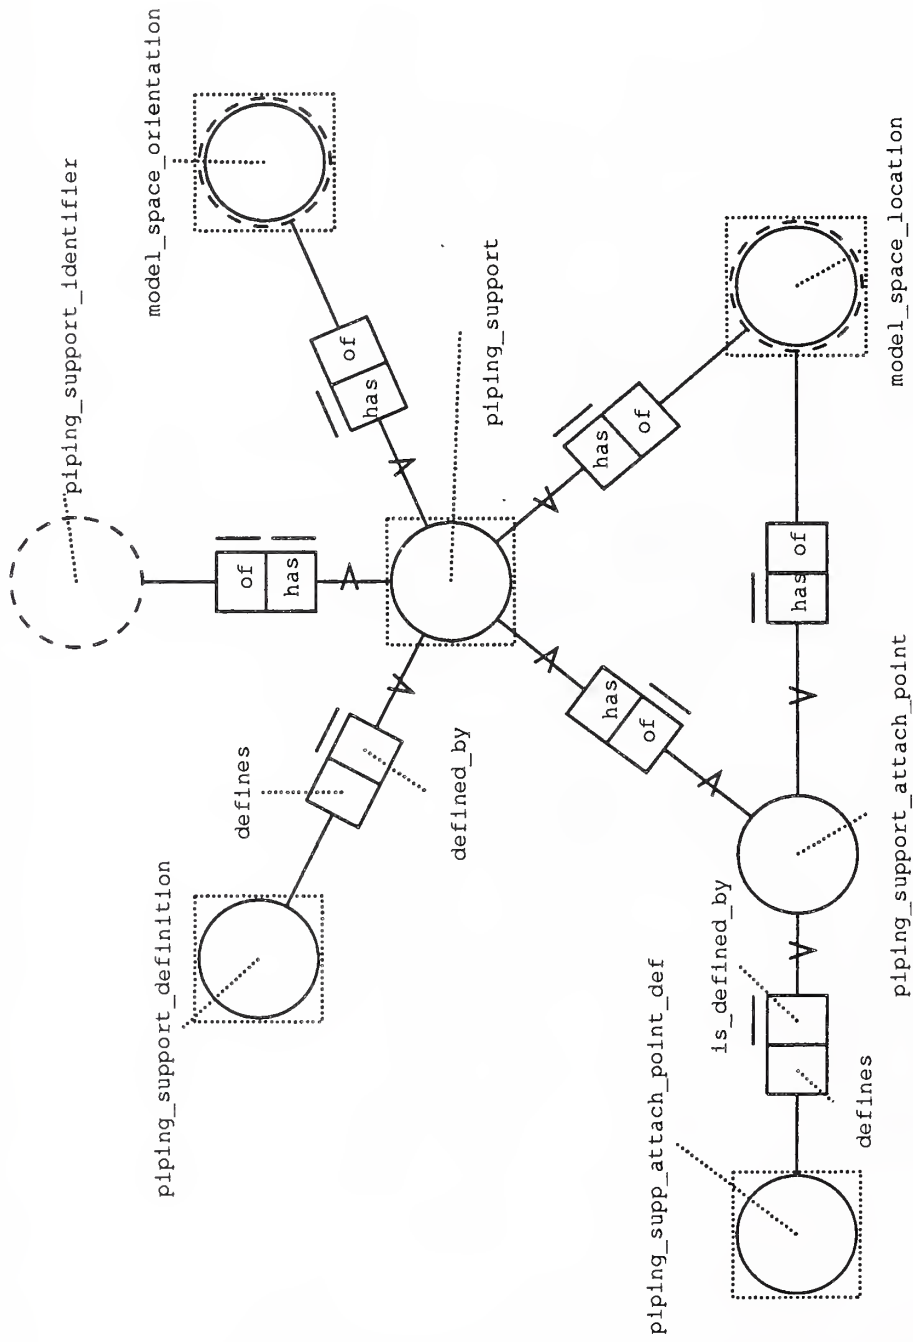 piping_support_identifier
model_space_orientation
of
has
of
has
piping_support
piping_support_definition
defines
defined_by
has
of
has
of
model_space_location
piping_supp_attach_point_def
is_defined_by
defines
has
of
piping_support_attach_point